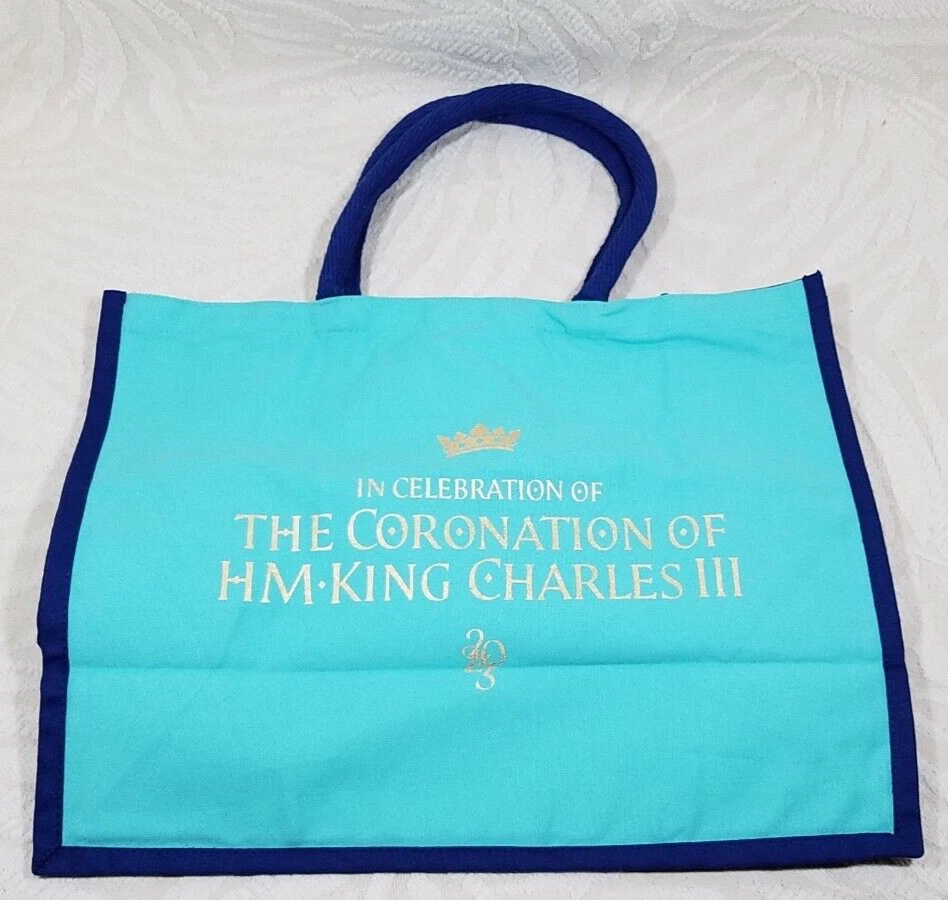 IN CELEBRATION OF
THE CORONATION OF
HM·KING CHARLES III
2023